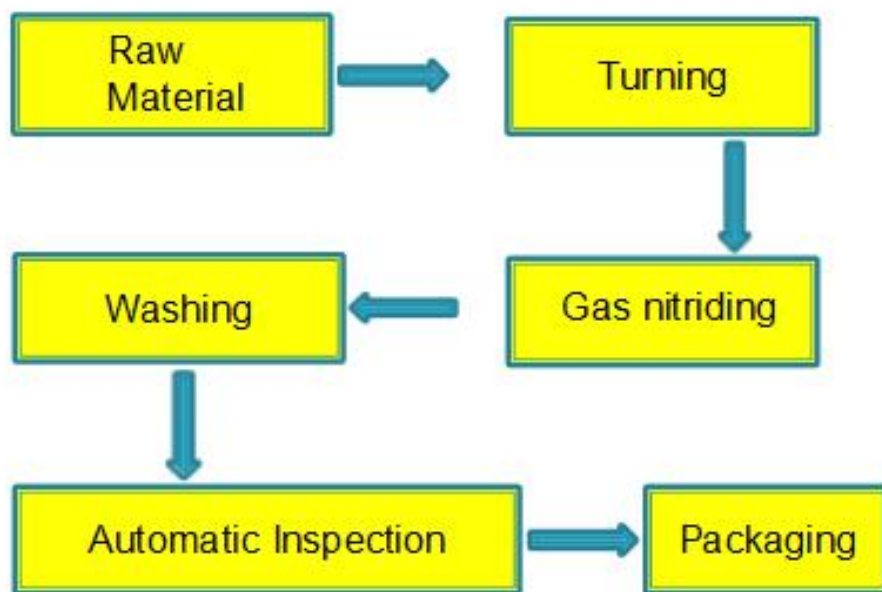 Raw
Material
Turning
Gas nitriding
Washing
Automatic Inspection
Packaging